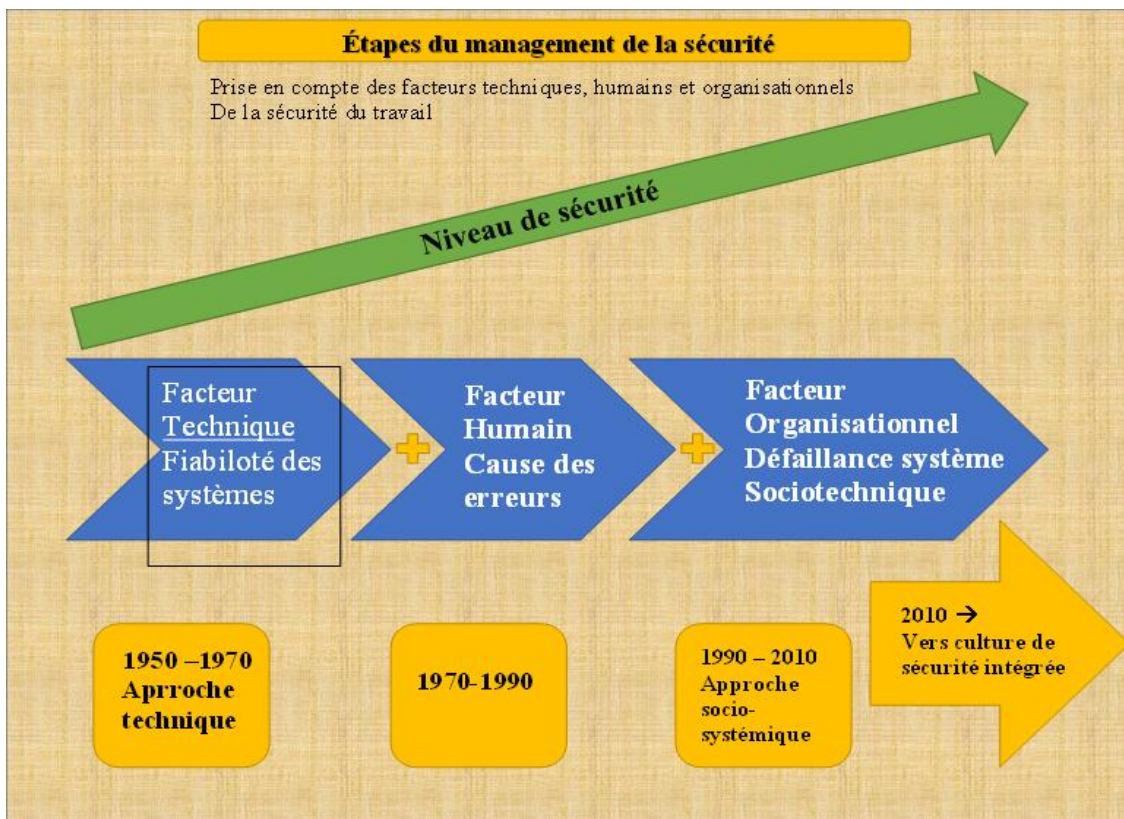 Étapes du management de la sécurité
Prise en compte des facteurs techniques, humains et organisationnels
De la sécurité du travail
Niveau de sécurité
Facteur
Technique
Fiabiloté des
systèmes
Facteur
Humain
Cause des
erreurs
Facteur
Organisationnel
Défaillance système
Sociotechnique
1950 –1970
Aprroche
technique
1970-1990
1990 – 2010
Approche
socio-
systémique
2010 →
Vers culture de
sécurité intégrée